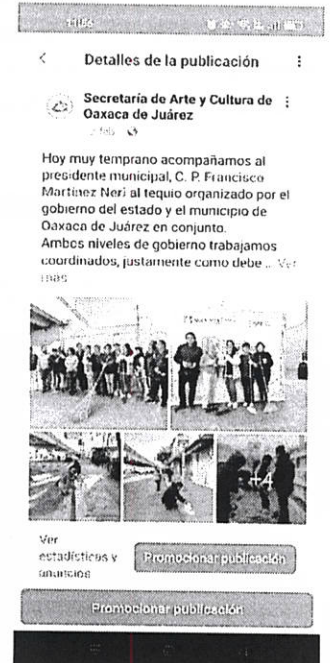 11:56
Detalles de la publicación
Secretaría de Arte y Cultura de
Oaxaca de Juárez
feb
Hoy muy temprano acompañamos al
presidente municipal, C. P. Francisco
Martínez Neri al tequio organizado por el
gobierno del estado y el municipio de
Oaxaca de Juárez en conjunto.
Ambos niveles de gobierno trabajamos
coordinados, justamente como debe ... Ver
más
+4
Ver
estadísticas y
anuncios
Promocionar publicación
Promocionar publicación